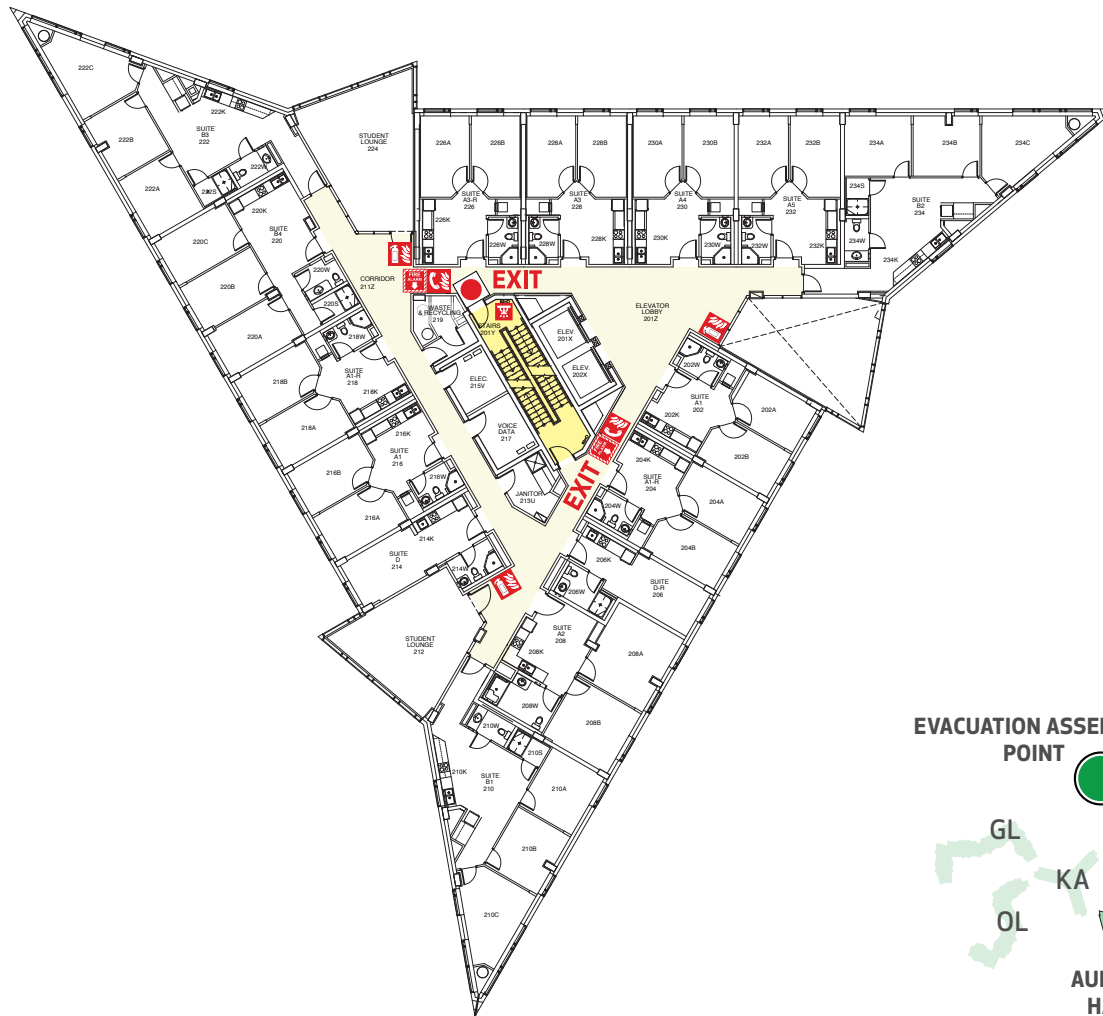 222C
222K
222B
SUITE
B3
222
222A
222W
222S
STUDENT
LOUNGE
224
226A
226B
228A
228B
230A
230B
232A
232B
234A
234B
234C
SUITE
A3-R
226
SUITE
A3
228
SUITE
A4
230
SUITE
A5
232
234S
SUITE
B2
234
226K
226W
228W
228K
230K
230W
232W
232K
234W
234K
220K
SUITE
B4
220
220C
220B
220W
220S
220A
CORRIDOR
211Z
FIRE
ALARM
EXIT
WASTE
& RECYCLING
219
STAIRS
201Y
ELEVATOR
LOBBY
201Z
ELEV.
201X
ELEV.
202X
218W
SUITE
A1-R
218
218B
218K
218A
ELEC.
215V
VOICE
DATA
217
202W
SUITE
A1
202
202K
202A
202B
216K
SUITE
A1
216
216B
216W
216A
EXIT
JANITOR
213U
204K
SUITE
A1-R
204
204A
204W
204B
214K
SUITE
D
214
214W
206K
SUITE
D-R
206
206W
STUDENT
LOUNGE
212
SUITE
A2
208
208A
208K
208W
208B
210W
210S
210K
SUITE
B1
210
210A
210B
210C
EVACUATION ASSE
POINT
GL
KA
OL
AU
H